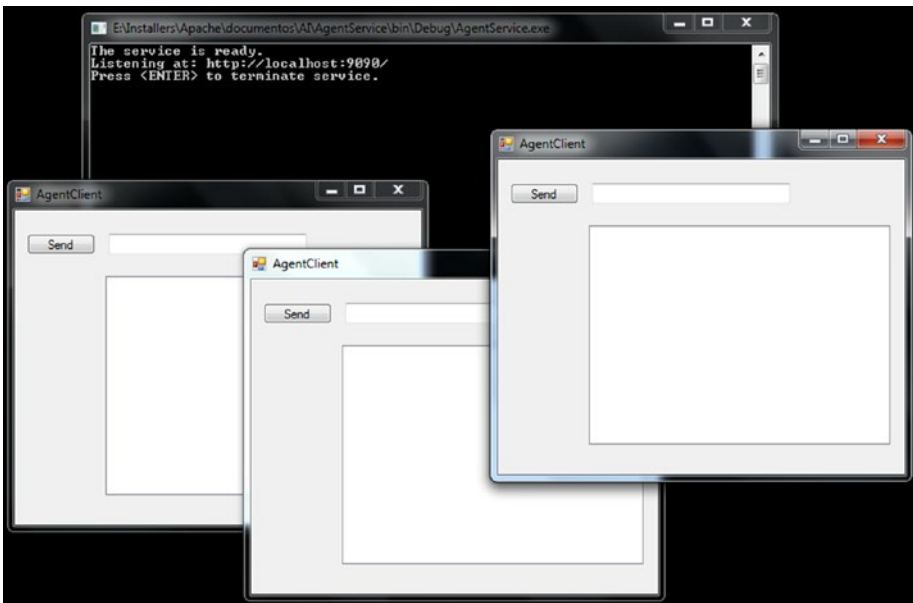 E:\Installers\Apache\documentos\AI\AgentService\bin\Debug\AgentService.exe
The service is ready.
Listening at: http://localhost:9090/
Press <ENTER> to terminate service.
AgentClient
Send
AgentClient
Send
AgentClient
Send